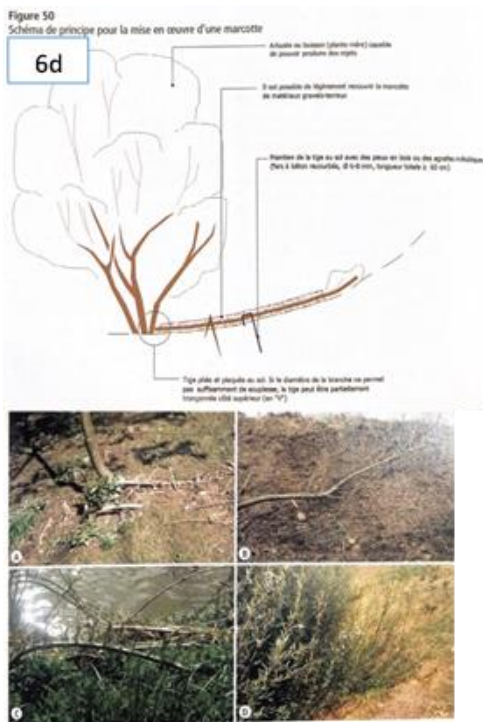 Figure 50
Schéma de principe pour la mise en œuvre d'une marcotte
6d
Arbuste ou buisson (plante mère) capable
de pouvoir produire des rejets
Il est possible de légèrement recouvrir la marcotte
de matériaux gravelo-terreux
Maintien de la tige au sol avec des pieux en bois ou des agrafes métalliques
(fers à béton recourbés, Ø 6-8 mm, longueur totale ≥ 60 cm)
Tige pliée et plaquée au sol. Si le diamètre de la branche ne permet
pas suffisamment de souplesse, la tige peut être partiellement
tronçonnée côté supérieur (en "V")
A
B
C
D